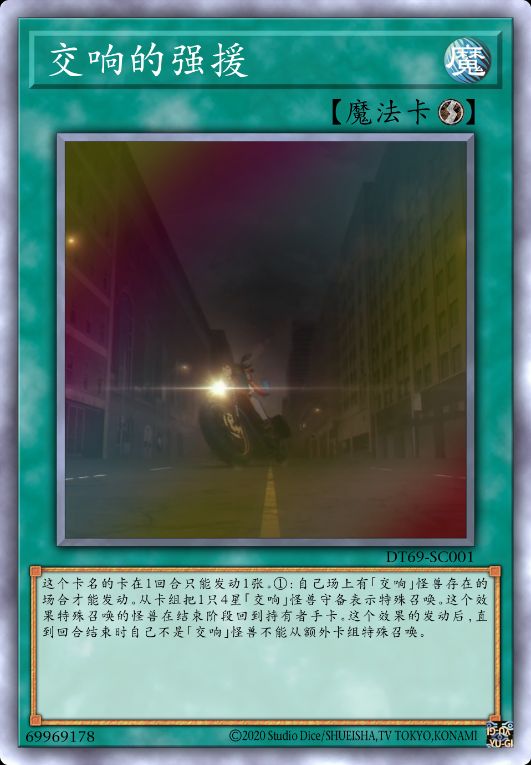 交响的强援
魔
【魔法卡】
DT69-SC001
这个卡名的卡在1回合只能发动1张。①:自己场上有「交响」怪兽存在的
场合才能发动。从卡组把1只4星「交响」怪兽守备表示特殊召唤。这个效
果特殊召唤的怪兽在结束阶段回到持有者手卡。这个效果的发动后,直
到回合结束时自己不是「交响」怪兽不能从额外卡组特殊召唤。
69969178
©2020 Studio Dice/SHUEISHA,TV TOKYO,KONAMI